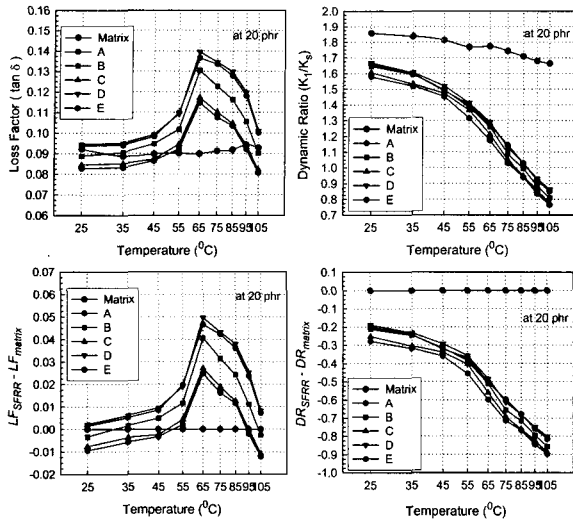 0.16
0.15
0.14
0.13
0.12
0.11
0.10
0.09
0.08
0.07
0.06
Loss Factor (tan δ)
at 20 phr
Matrix
A
B
C
D
E
25 35 45 55 65 75 85 95 105
Temperature (⁰C)
2.0
1.9
1.8
1.7
1.6
1.5
1.4
1.3
1.2
1.1
1.0
0.9
0.8
0.7
Dynamic Ratio (K₁/Kₛ)
at 20 phr
Matrix
A
B
C
D
E
25 35 45 55 65 75 85 95 105
Temperature (⁰C)
0.07
0.06
0.05
0.04
0.03
0.02
0.01
0.00
-0.01
-0.02
LF_SFRR - LF_matrix
at 20 phr
Matrix
A
B
C
D
E
25 35 45 55 65 75 85 95 105
Temperature (⁰C)
0.1
0.0
-0.1
-0.2
-0.3
-0.4
-0.5
-0.6
-0.7
-0.8
-0.9
-1.0
DR_SFRR - DR_matrix
at 20 phr
Matrix
A
B
C
D
E
25 35 45 55 65 75 85 95 105
Temperature (⁰C)